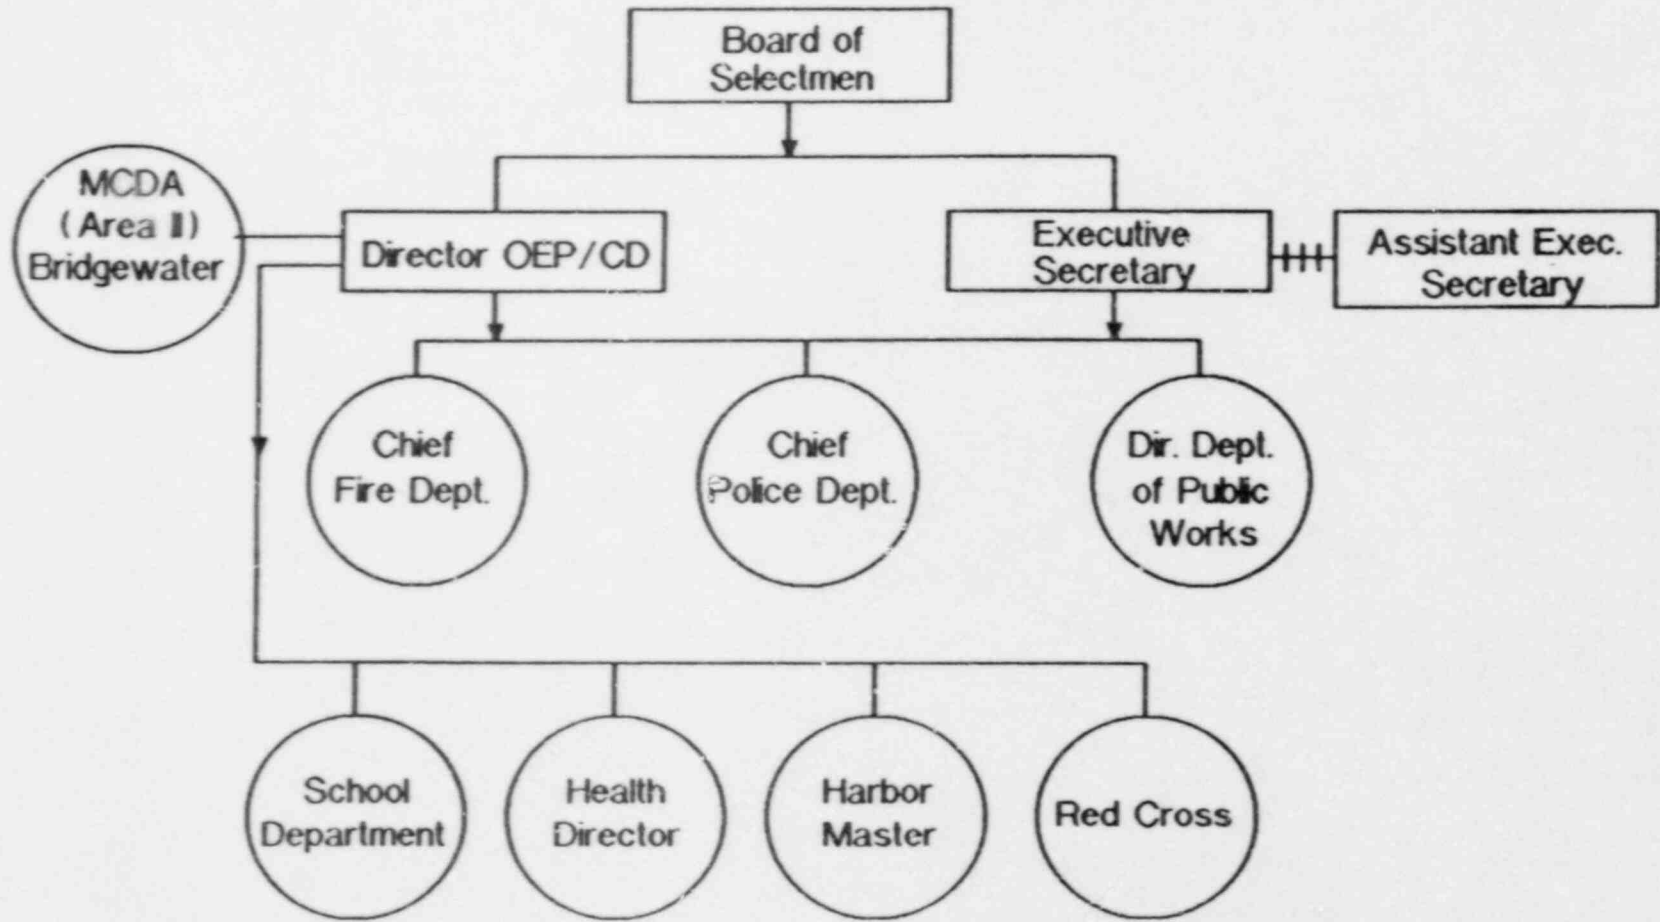 Board of
Selectmen
MCDA
(Area II)
Bridgewater
Director OEP/CD
Executive
Secretary
Assistant Exec.
Secretary
Chief
Fire Dept.
Chief
Police Dept.
Dir. Dept.
of Public
Works
School
Department
Health
Director
Harbor
Master
Red Cross